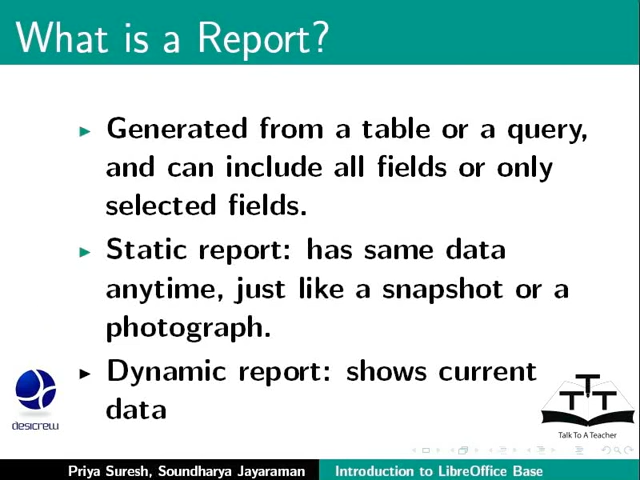 What is a Report?
Generated from a table or a query,
and can include all fields or only
selected fields.
Static report: has same data
anytime, just like a snapshot or a
photograph.
Dynamic report: shows current
data
desicrew
TTT
Talk To A Teacher
Priya Suresh, Soundharya Jayaraman
Introduction to LibreOffice Base